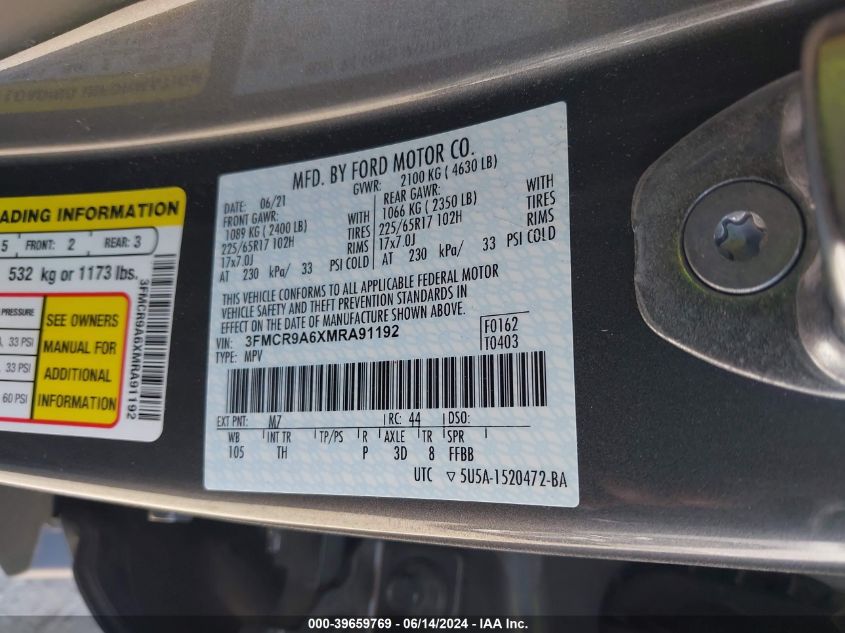 MFD. BY FORD MOTOR CO.
DATE: 06/21 GVWR: 2100 KG ( 4630 LB)
FRONT GAWR: WITH REAR GAWR: WITH
1089 KG ( 2400 LB) TIRES 1066 KG ( 2350 LB) TIRES
225/65R17 102H RIMS 225/65R17 102H RIMS
17x7.0J 17x7.0J
AT 230 kPa/ 33 PSI COLD AT 230 kPa/ 33 PSI COLD
THIS VEHICLE CONFORMS TO ALL APPLICABLE FEDERAL MOTOR
VEHICLE SAFETY AND THEFT PREVENTION STANDARDS IN
EFFECT ON THE DATE OF MANUFACTURE SHOWN ABOVE.
VIN: 3FMCR9A6XMRA91192 F0162
TYPE: MPV T0403
EXT PNT: M7 RC: 44 DSO:
WB INT TR TP/PS R AXLE TR SPR
105 TH P 3D 8 FFBB
UTC ▽5U5A-1520472-BA
ADING INFORMATION
5 FRONT: 2 REAR: 3
532 kg or 1173 lbs.
PRESSURE
33 PSI
33 PSI
60 PSI
SEE OWNERS
MANUAL FOR
ADDITIONAL
INFORMATION
3FMCR9A6XMRA91192
000-39659769 - 06/14/2024 - IAA Inc.